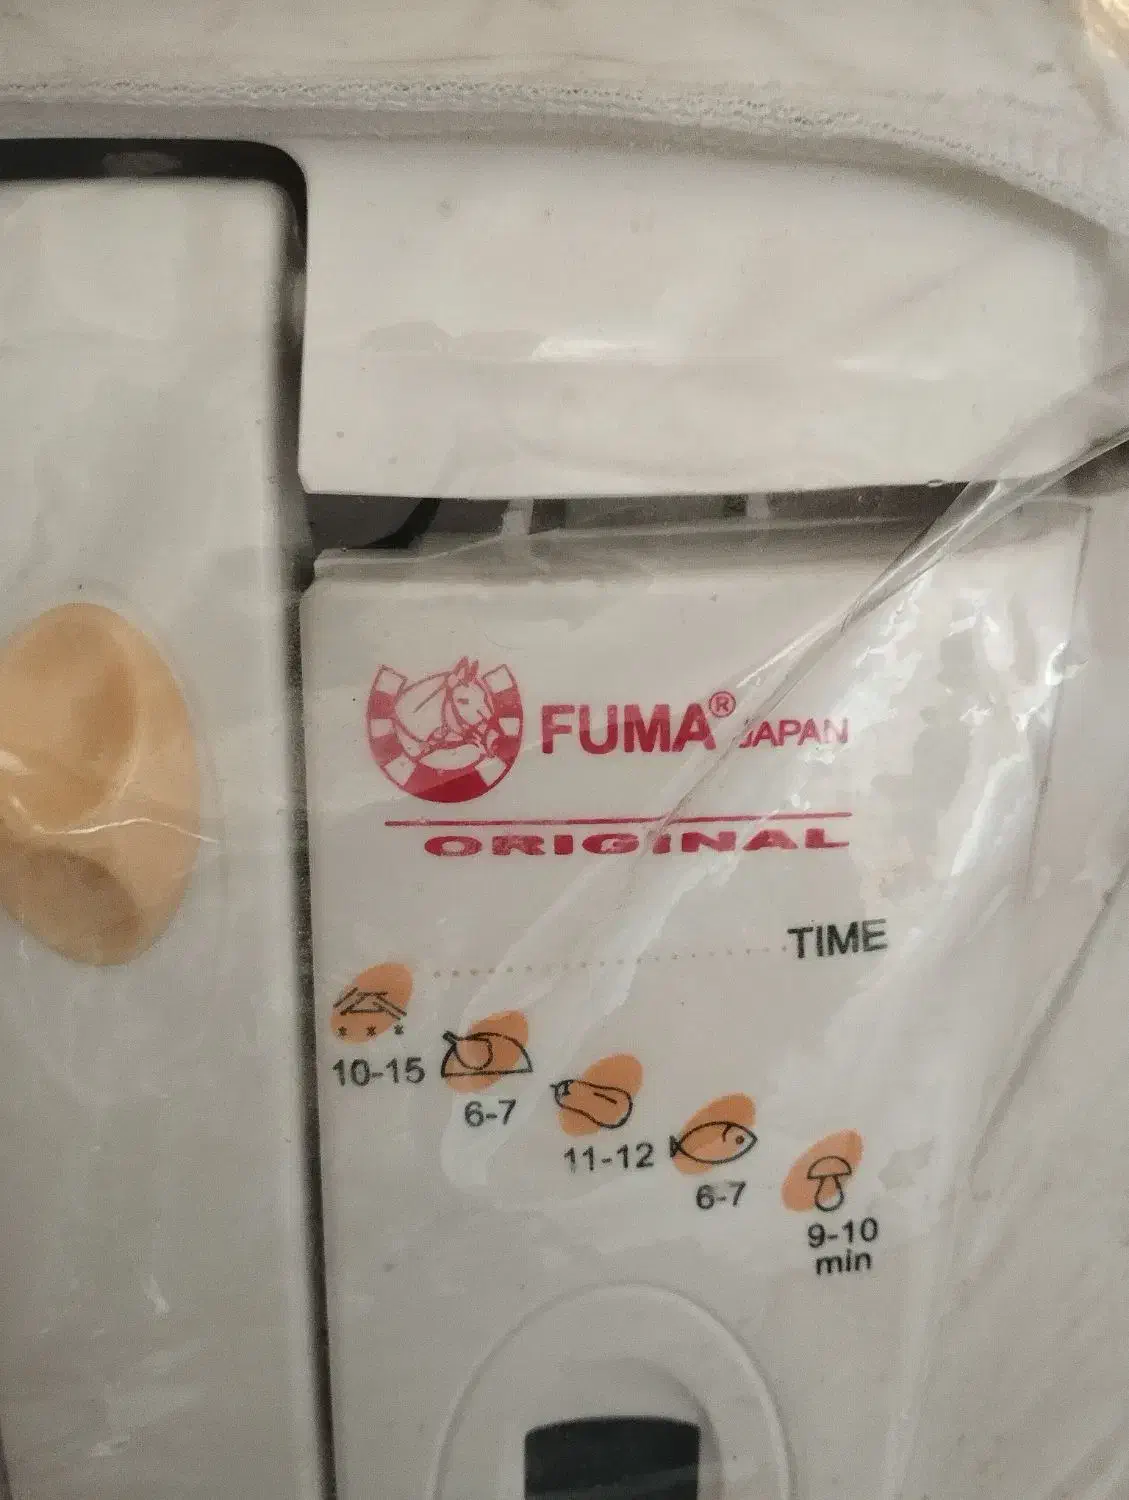 FUMA® JAPAN
ORIGINAL
TIME
10-15
6-7
11-12
6-7
9-10
min